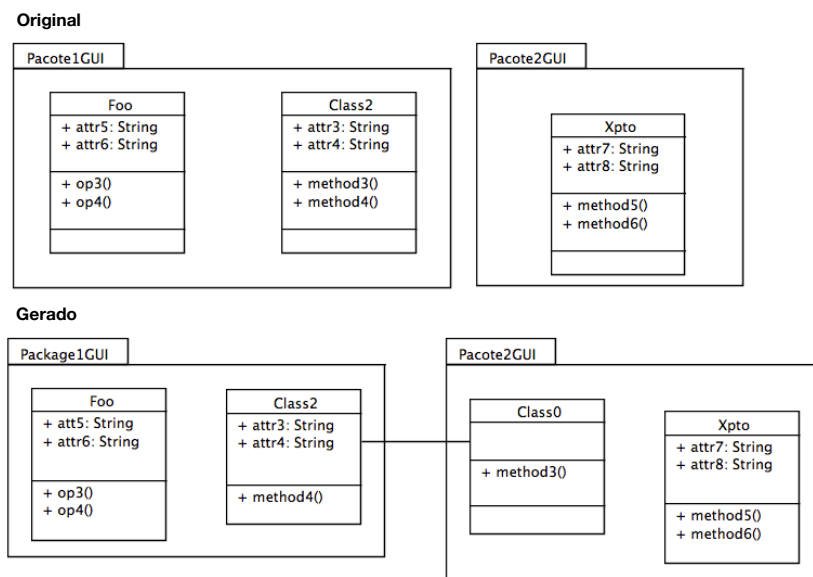 Original
Pacote1GUI
Foo
+ attr5: String
+ attr6: String
+ op3()
+ op4()
Class2
+ attr3: String
+ attr4: String
+ method3()
+ method4()
Pacote2GUI
Xpto
+ attr7: String
+ attr8: String
+ method5()
+ method6()
Gerado
Package1GUI
Foo
+ att5: String
+ attr6: String
+ op3()
+ op4()
Class2
+ attr3: String
+ attr4: String
+ method4()
Pacote2GUI
Class0
+ method3()
Xpto
+ attr7: String
+ attr8: String
+ method5()
+ method6()